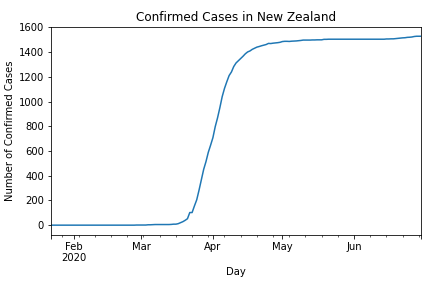 Confirmed Cases in New Zealand
Number of Confirmed Cases
1600
1400
1200
1000
800
600
400
200
0
Feb
2020
Mar
Apr
May
Jun
Day